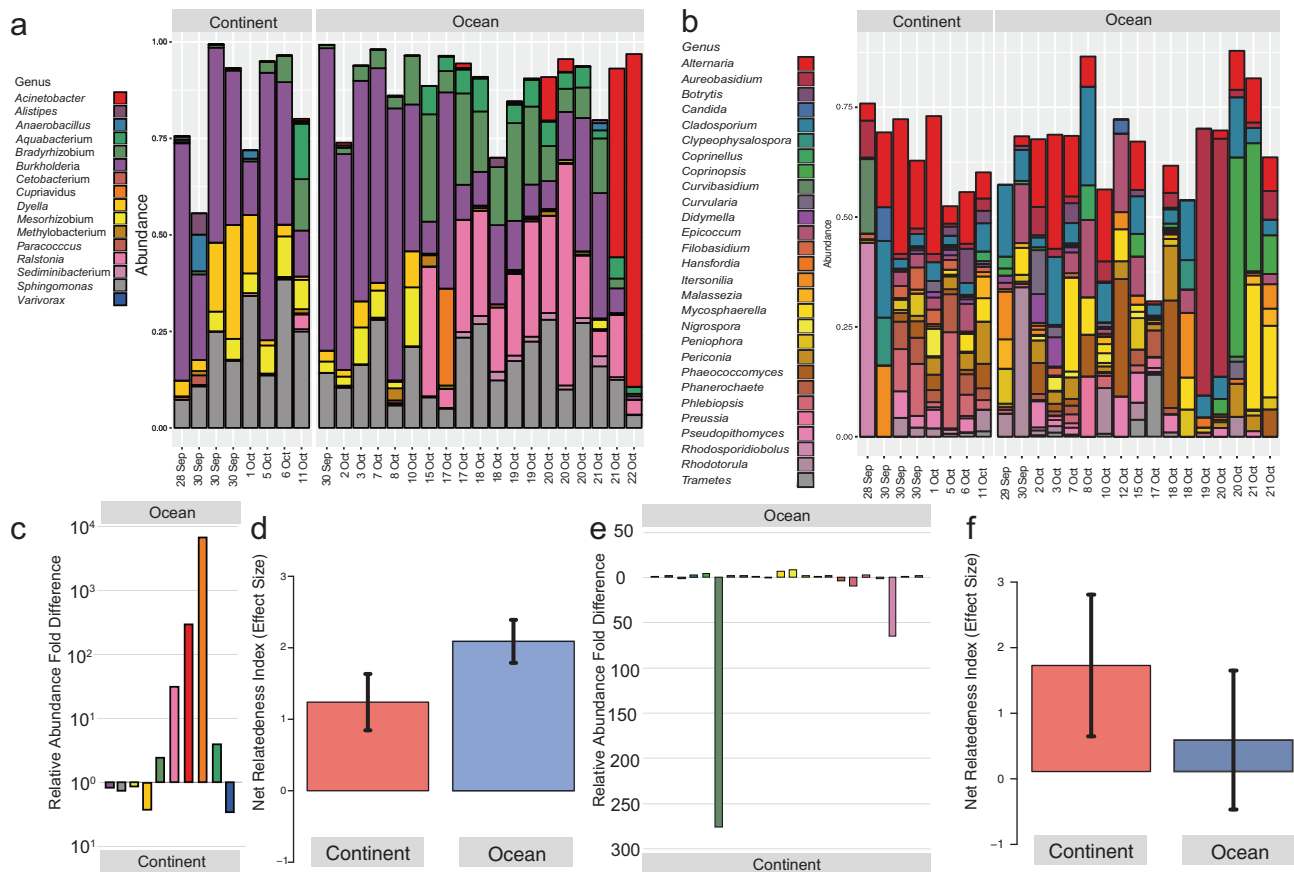 a
Continent
Ocean
Genus
Acinetobacter
Alistipes
Anaerobacillus
Aquabacterium
Bradyrhizobium
Burkholderia
Cetobacterium
Cupriavidus
Dyella
Mesorhizobium
Methylobacterium
Paracocccus
Ralstonia
Sediminibacterium
Sphingomonas
Varivorax
Abundance
1.00
0.75
0.50
0.25
0.00
28 Sep
30 Sep
30 Sep
30 Sep
1 Oct
5 Oct
6 Oct
11 Oct
30 Sep
2 Oct
3 Oct
7 Oct
8 Oct
10 Oct
15 Oct
17 Oct
17 Oct
18 Oct
18 Oct
19 Oct
19 Oct
20 Oct
20 Oct
20 Oct
21 Oct
21 Oct
22 Oct
b
Continent
Ocean
Genus
Alternaria
Aureobasidium
Botrytis
Candida
Cladosporium
Clypeophysalospora
Coprinellus
Coprinopsis
Curvibasidium
Curvularia
Didymella
Epicoccum
Filobasidium
Hansfordia
Itersonilia
Malassezia
Mycosphaerella
Nigrospora
Peniophora
Periconia
Phaeococcomyces
Phanerochaete
Phlebiopsis
Preussia
Pseudopithomyces
Rhodosporidiobolus
Rhodotorula
Trametes
Abundance
0.75
0.50
0.25
0.00
28 Sep
30 Sep
30 Sep
30 Sep
1 Oct
5 Oct
6 Oct
11 Oct
29 Sep
30 Sep
2 Oct
3 Oct
7 Oct
8 Oct
10 Oct
12 Oct
15 Oct
17 Oct
18 Oct
18 Oct
19 Oct
20 Oct
20 Oct
21 Oct
21 Oct
c
Ocean
Relative Abundance Fold Difference
10⁴
10³
10²
10¹
10⁰
10¹
Continent
d
Net Relatedeness Index (Effect Size)
3
2
1
0
−1
Continent
Ocean
e
Ocean
Relative Abundance Fold Difference
50
0
50
100
150
200
250
300
Continent
f
Net Relatedeness Index (Effect Size)
3
2
1
0
−1
Continent
Ocean